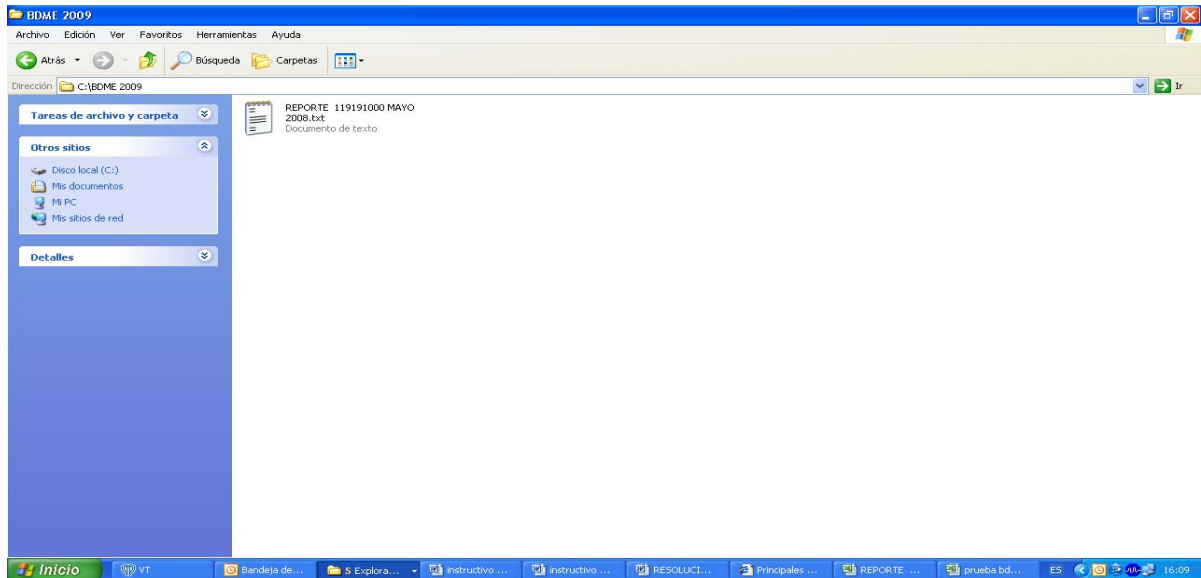 BDME 2009
Archivo Edición Ver Favoritos Herramientas Ayuda
Atrás Búsqueda Carpetas
Dirección C:\BDME 2009 Ir
Tareas de archivo y carpeta
Otros sitios
Disco local (C:)
Mis documentos
Mi PC
Mis sitios de red
Detalles
REPORTE 119191000 MAYO
2008.txt
Documento de texto
Inicio VT Bandeja de... 5 Explora... instructivo ... instructivo ... RESOLUCI... Principales ... REPORTE ... prueba bd... ES 16:09